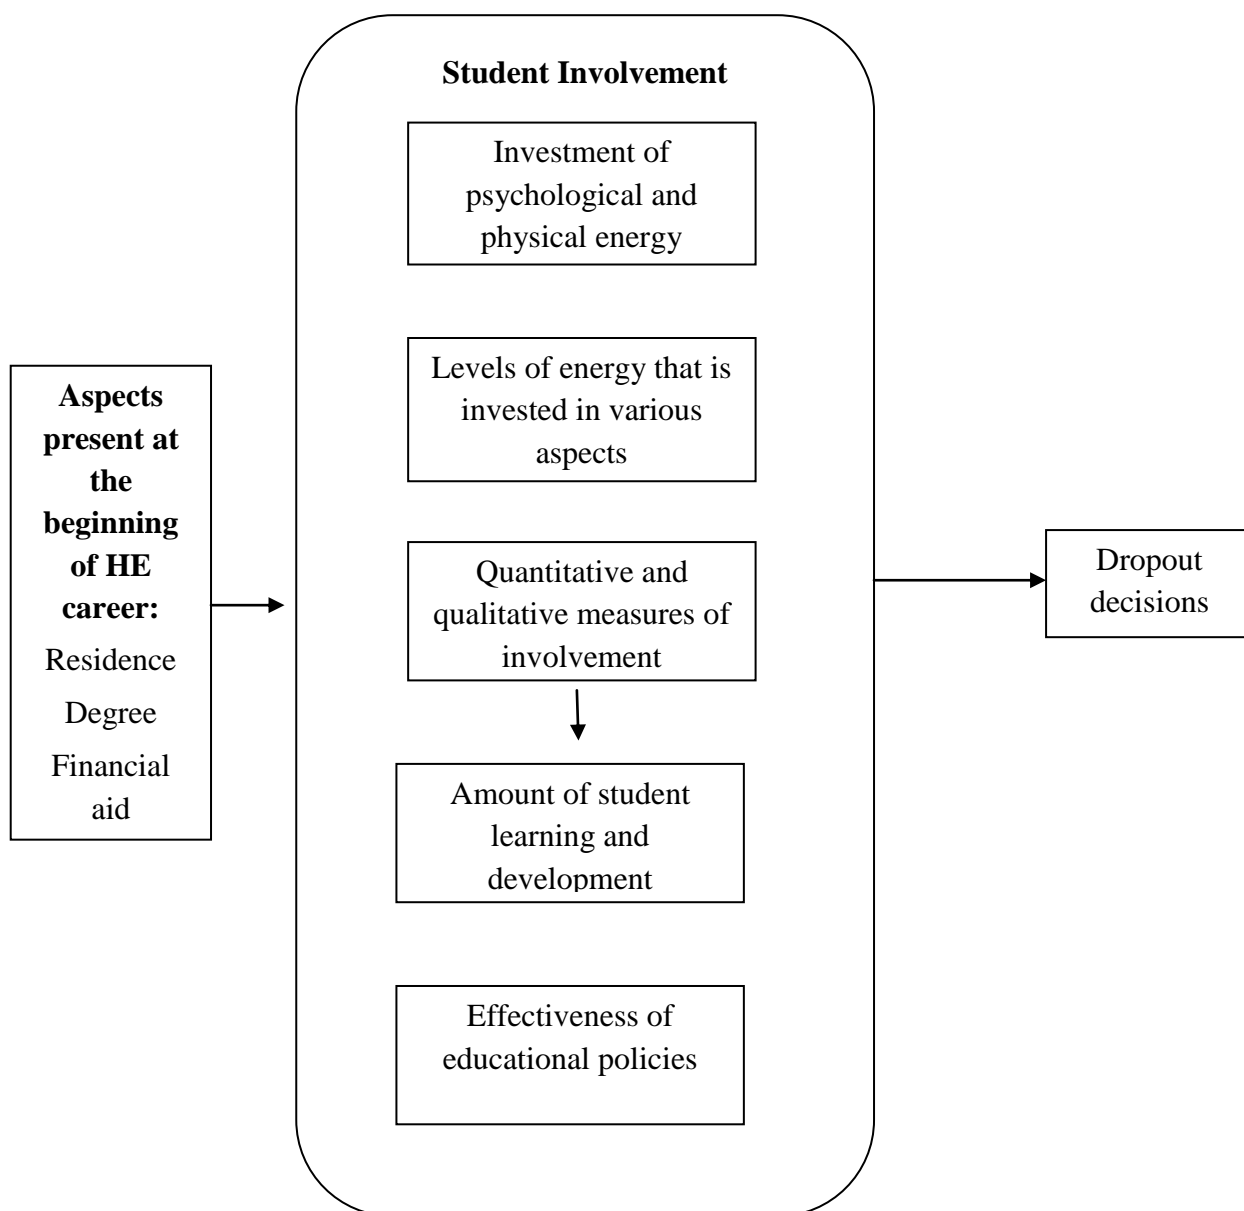 Student Involvement
Investment of
psychological and
physical energy
Levels of energy that is
invested in various
aspects
Quantitative and
qualitative measures of
involvement
Amount of student
learning and
development
Effectiveness of
educational policies
Aspects
present at
the
beginning
of HE
career:
Residence
Degree
Financial
aid
Dropout
decisions